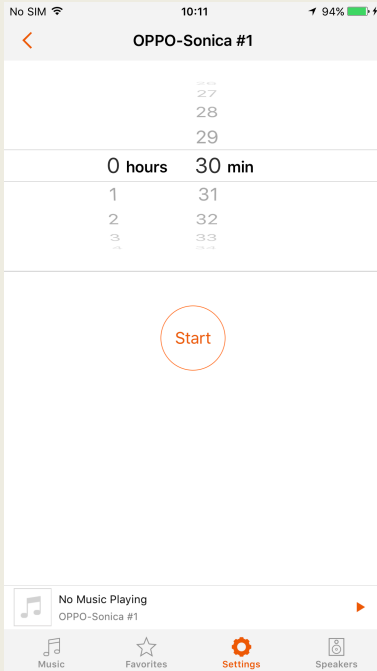 No SIM 10:11 94%
OPPO-Sonica #1
27
28
29
0 hours 30 min
1 31
2 32
3 33
Start
No Music Playing
OPPO-Sonica #1
Music Favorites Settings Speakers